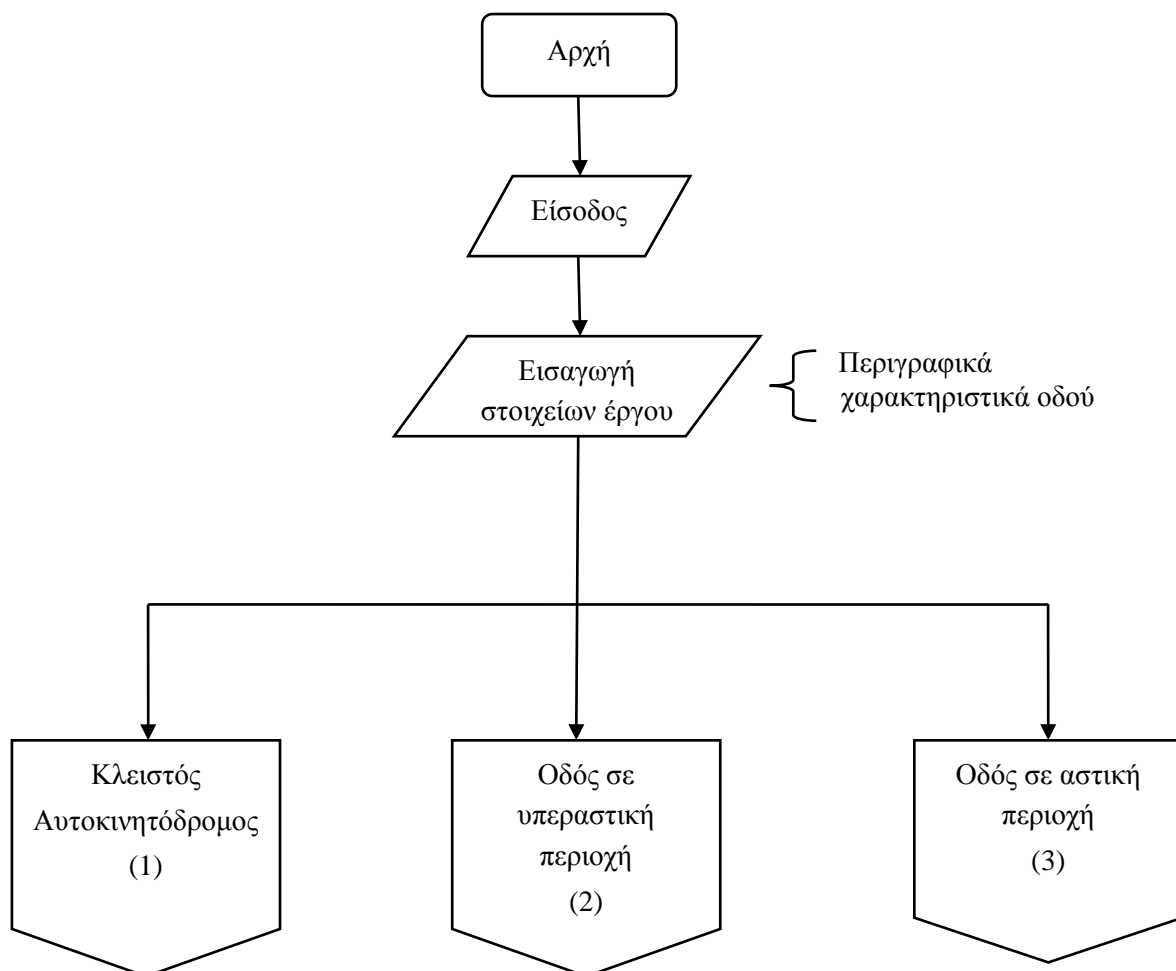 Αρχή
Είσοδος
Εισαγωγή
στοιχείων έργου
Περιγραφικά
χαρακτηριστικά οδού
Κλειστός
Αυτοκινητόδρομος
(1)
Οδός σε
υπεραστική
περιοχή
(2)
Οδός σε αστική
περιοχή
(3)